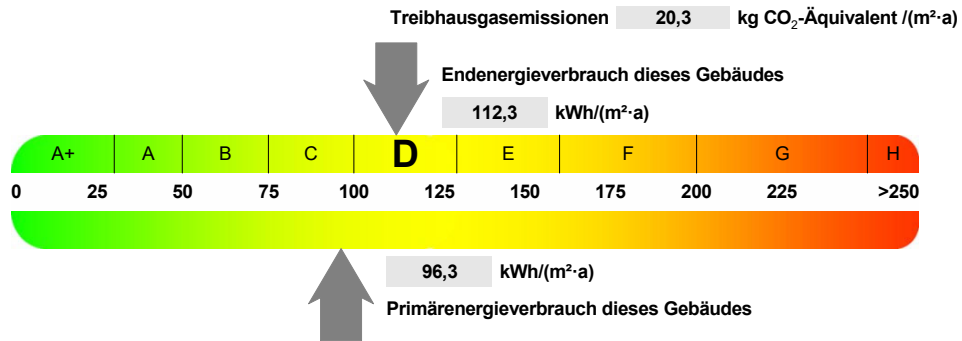 Treibhausgasemissionen 20,3 kg CO₂-Äquivalent /(m²·a)
Endenergieverbrauch dieses Gebäudes
112,3 kWh/(m²·a)
A+ A B C D E F G H
0 25 50 75 100 125 150 175 200 225 >250
96,3 kWh/(m²·a)
Primärenergieverbrauch dieses Gebäudes